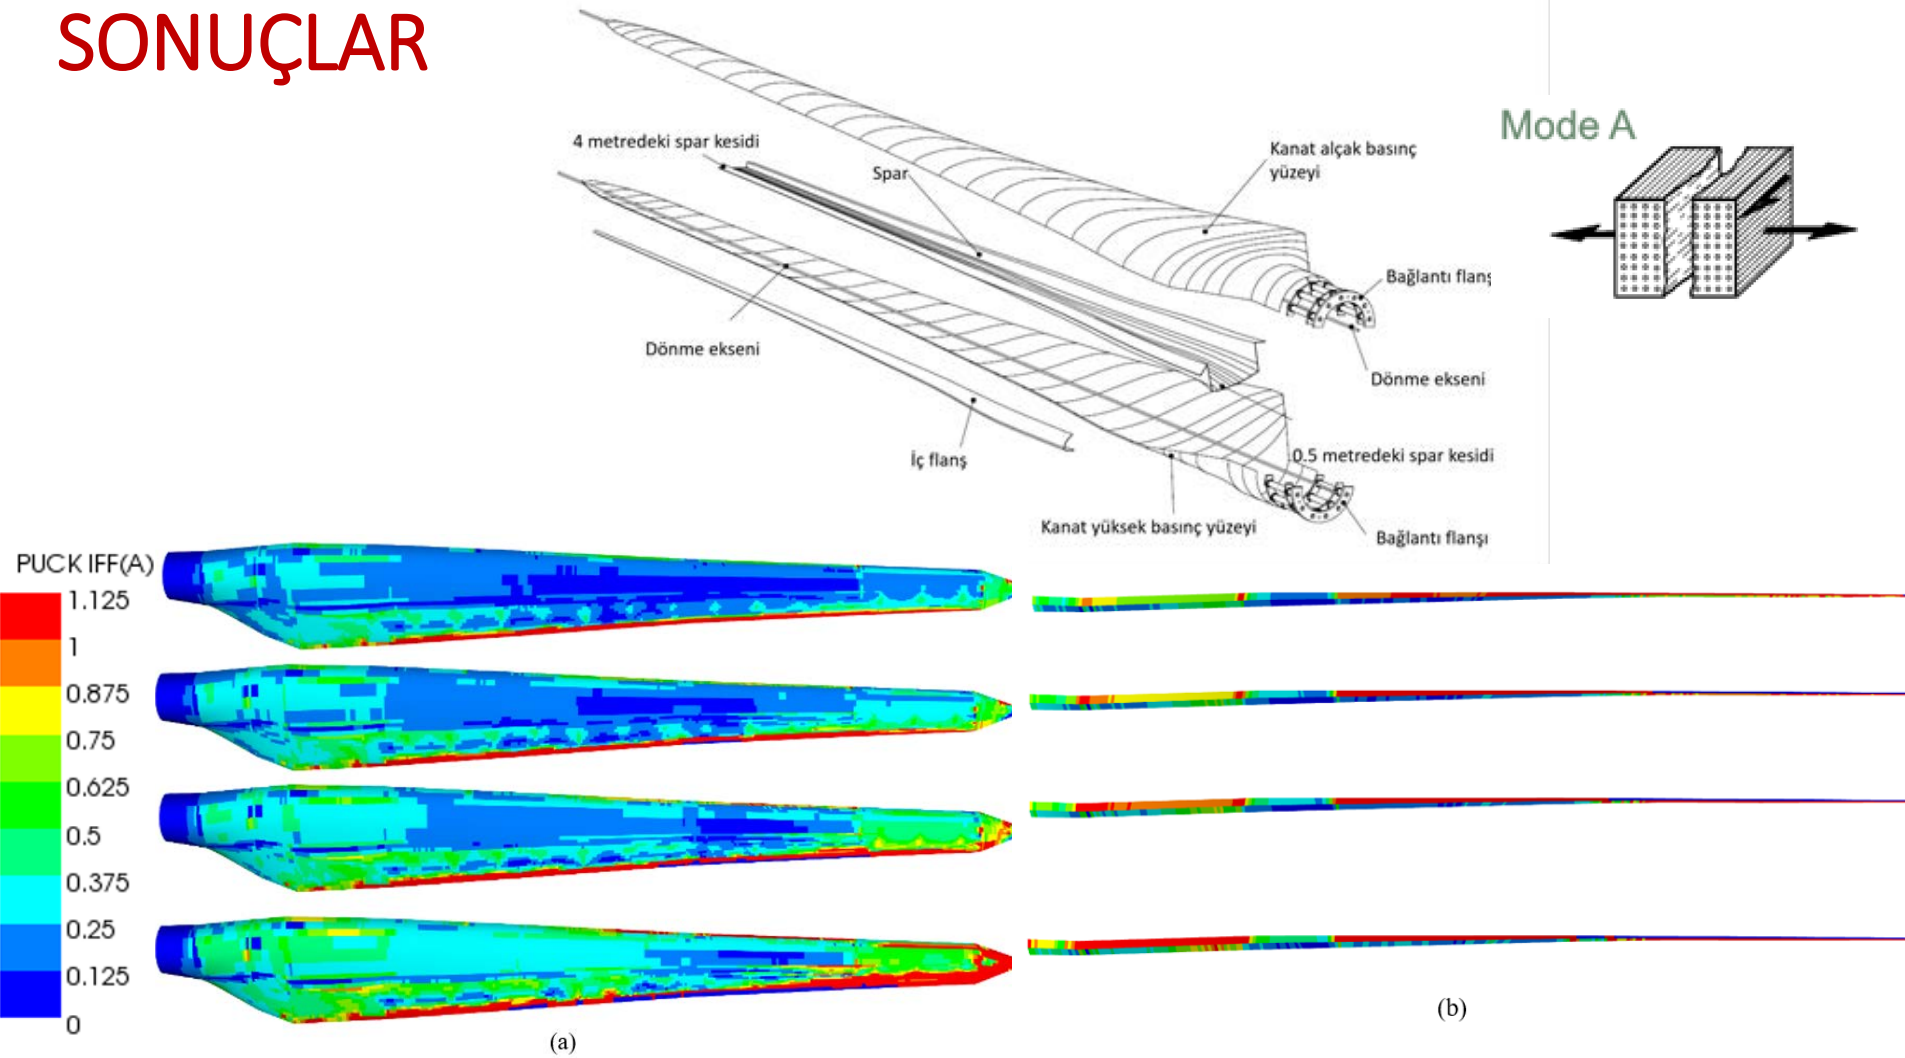 SONUÇLAR
4 metredeki spar kesidi
Spar
Kanat alçak basınç
yüzeyi
Mode A
Bağlantı flanş
Dönme ekseni
Dönme ekseni
İç flanş
0.5 metredeki spar kesidi
Kanat yüksek basınç yüzeyi
Bağlantı flanşı
PUCK IFF(A)
1.125
1
0.875
0.75
0.625
0.5
0.375
0.25
0.125
0
(a)
(b)